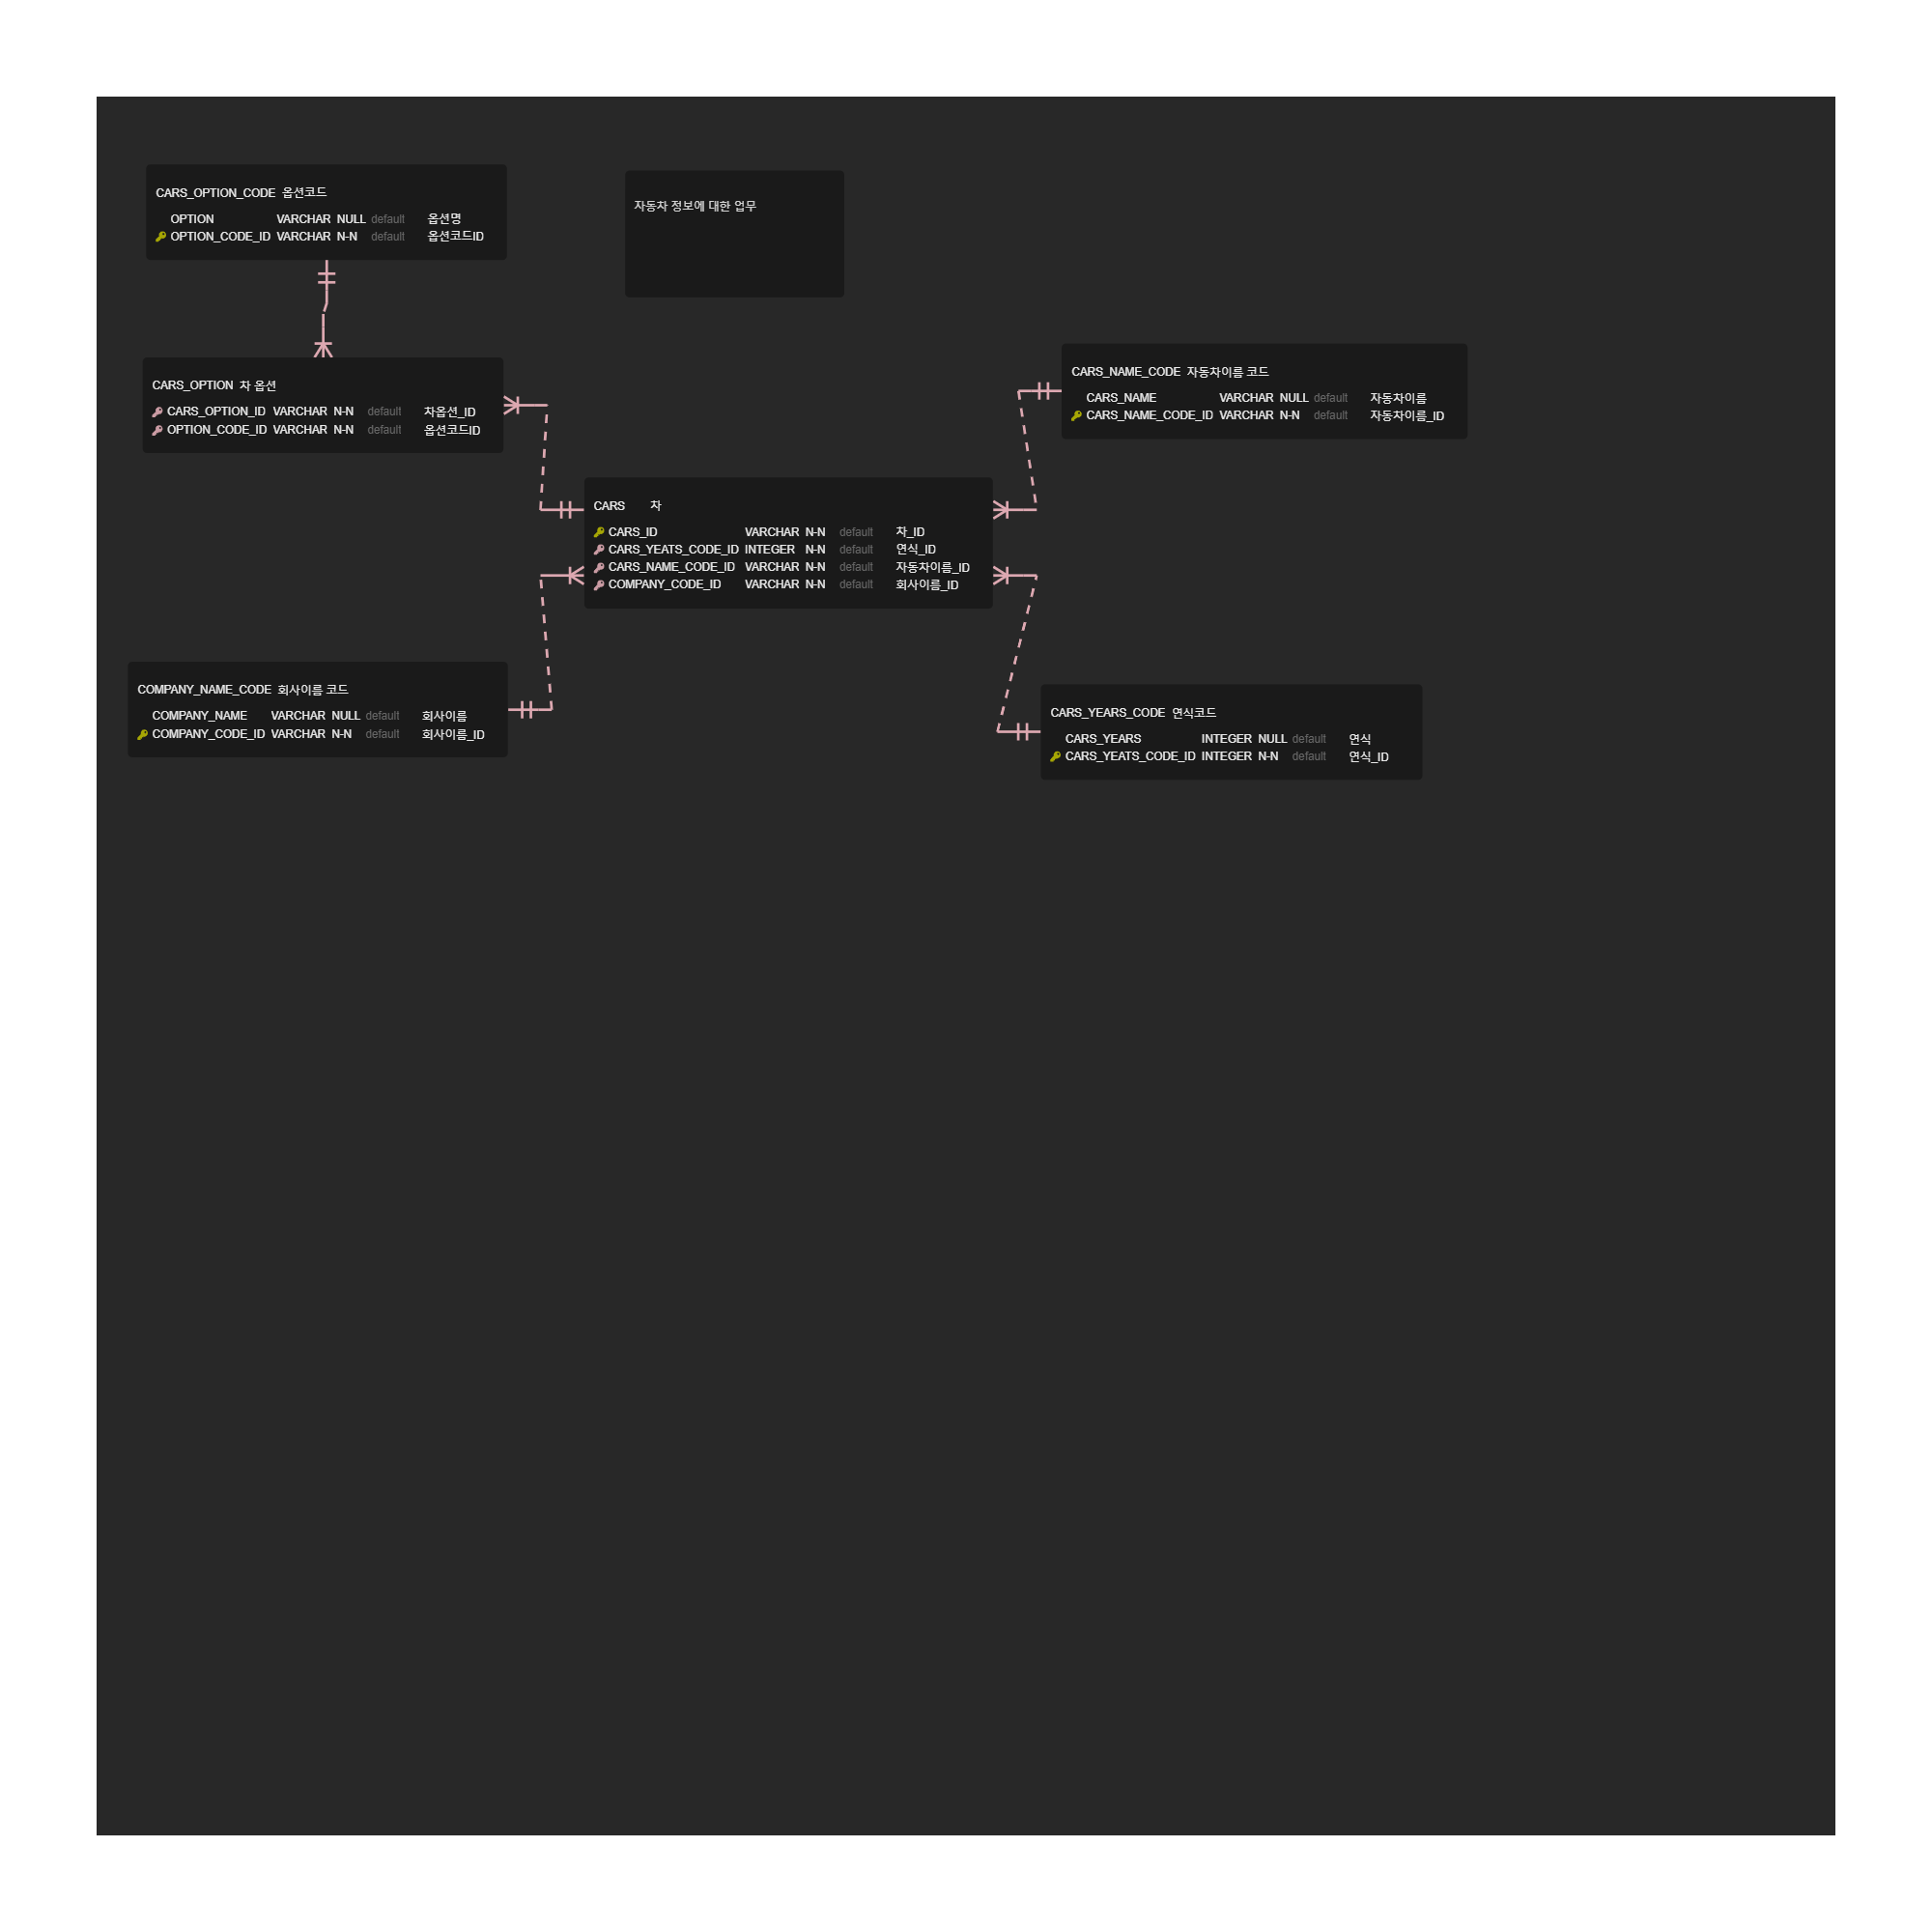 CARS_OPTION_CODE 옵션코드
OPTION VARCHAR NULL default 옵션명
OPTION_CODE_ID VARCHAR N-N default 옵션코드ID
자동차 정보에 대한 업무
CARS_OPTION 차 옵션
CARS_OPTION_ID VARCHAR N-N default 차옵션_ID
OPTION_CODE_ID VARCHAR N-N default 옵션코드ID
CARS_NAME_CODE 자동차이름 코드
CARS_NAME VARCHAR NULL default 자동차이름
CARS_NAME_CODE_ID VARCHAR N-N default 자동차이름_ID
CARS 차
CARS_ID VARCHAR N-N default 차_ID
CARS_YEATS_CODE_ID INTEGER N-N default 연식_ID
CARS_NAME_CODE_ID VARCHAR N-N default 자동차이름_ID
COMPANY_CODE_ID VARCHAR N-N default 회사이름_ID
COMPANY_NAME_CODE 회사이름 코드
COMPANY_NAME VARCHAR NULL default 회사이름
COMPANY_CODE_ID VARCHAR N-N default 회사이름_ID
CARS_YEARS_CODE 연식코드
CARS_YEARS INTEGER NULL default 연식
CARS_YEATS_CODE_ID INTEGER N-N default 연식_ID